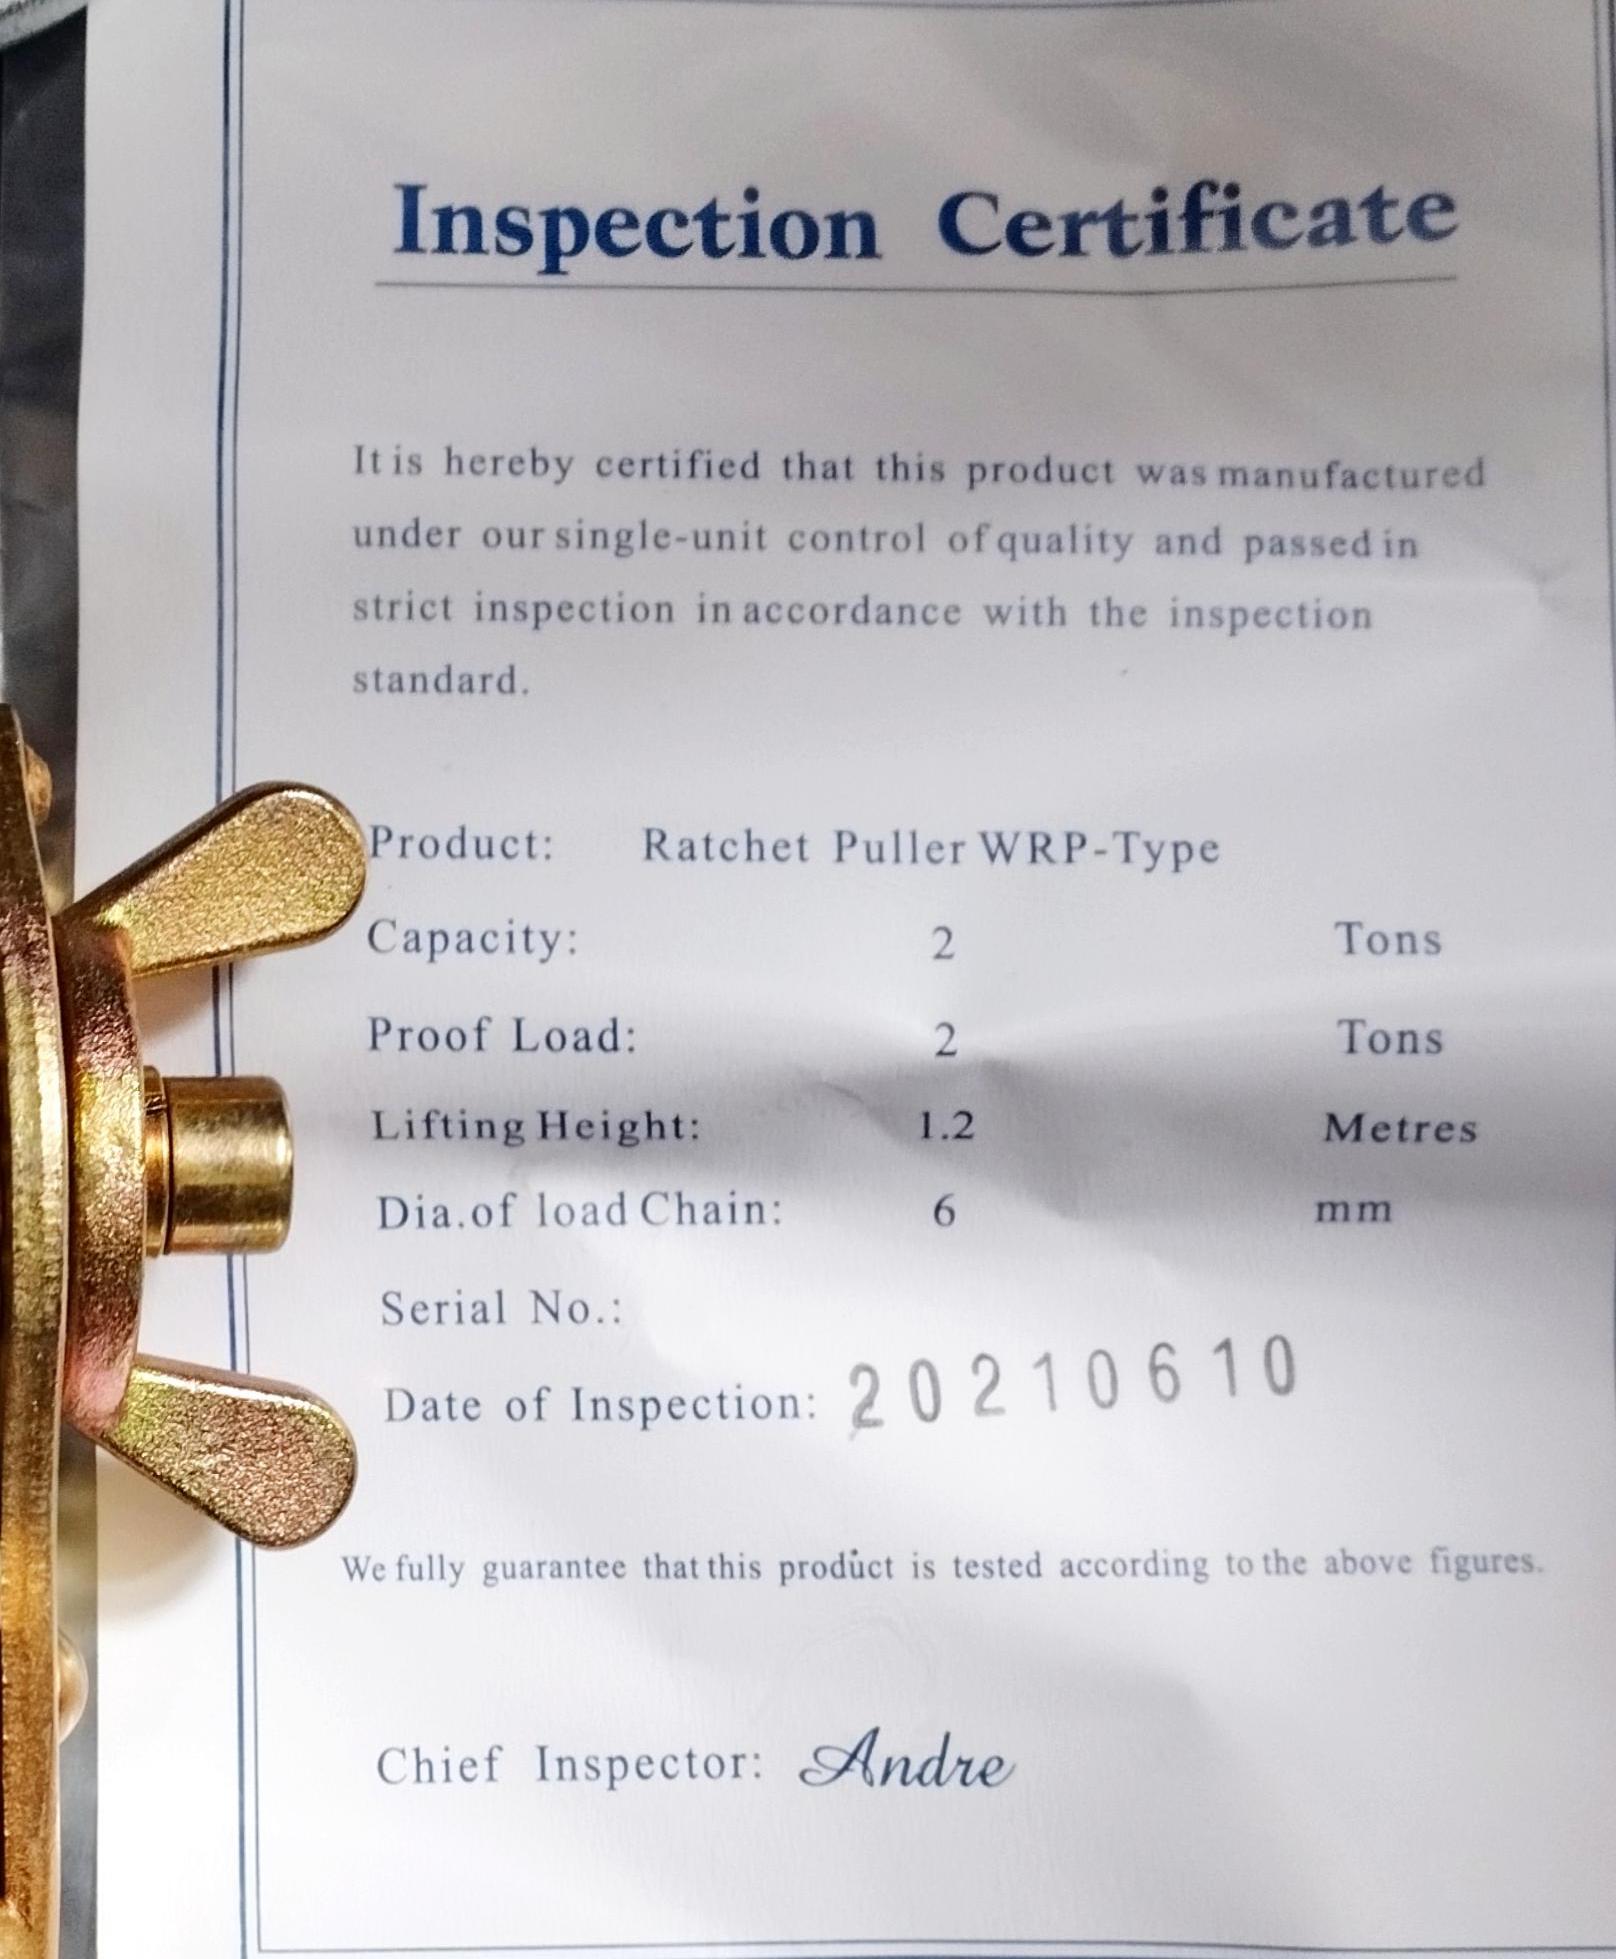 Inspection Certificate
It is hereby certified that this product was manufactured
under our single-unit control of quality and passed in
strict inspection in accordance with the inspection
standard.
Product: Ratchet Puller WRP-Type
Capacity: 2 Tons
Proof Load: 2 Tons
Lifting Height: 1.2 Metres
Dia.of load Chain: 6 mm
Serial No.:
Date of Inspection: 20210610
We fully guarantee that this product is tested according to the above figures.
Chief Inspector: Andre